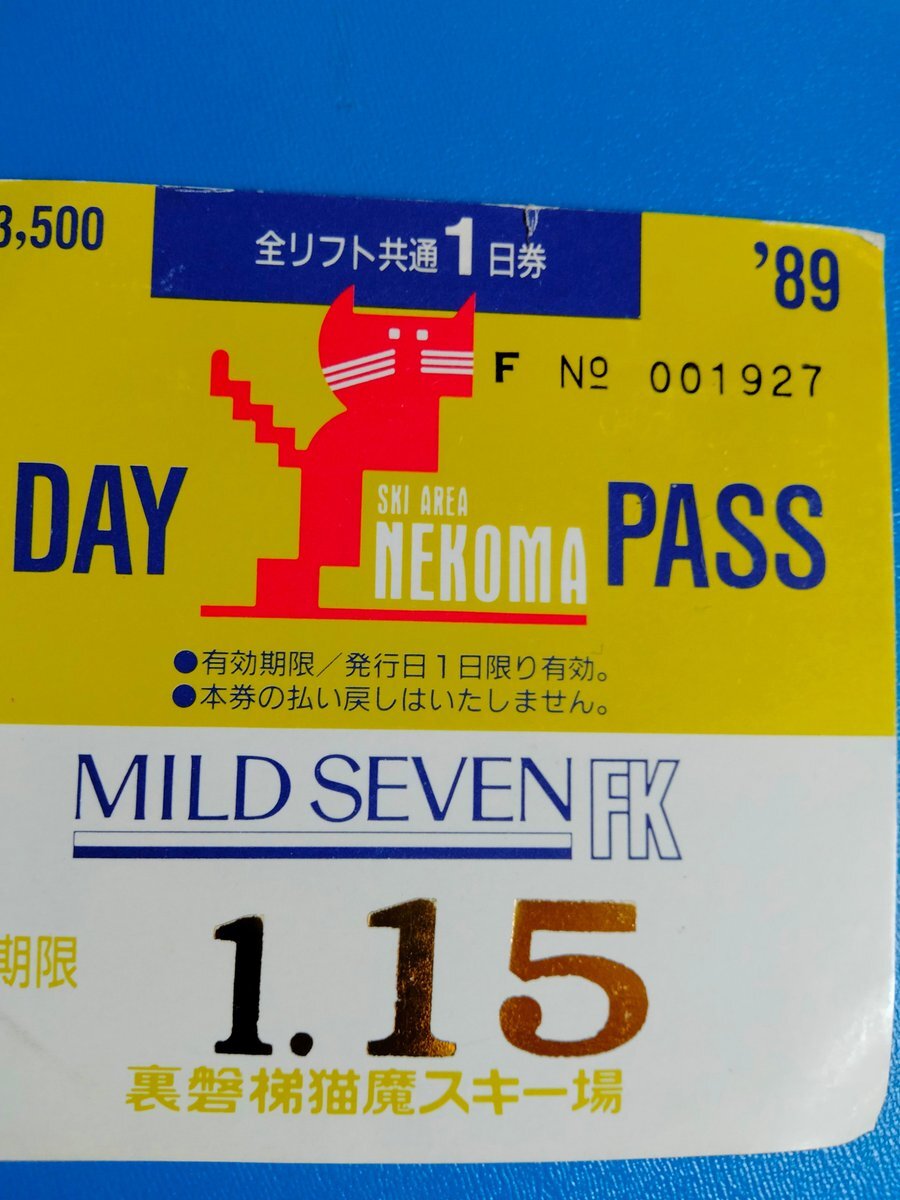 3,500
全リフト共通1日券
'89
F № 001927
DAY
SKI AREA
NEKOMA
PASS
●有効期限／発行日1日限り有効。
●本券の払い戻しはいたしません。
MILD SEVEN FK
期限
1.15
裏磐梯猫魔スキー場